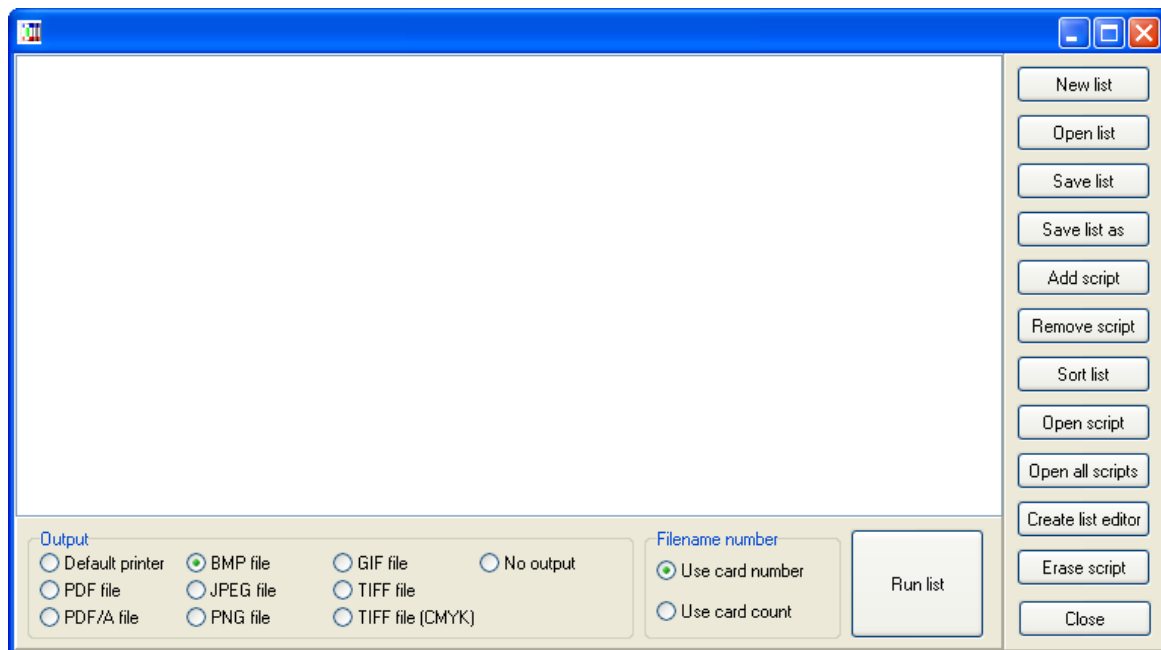 New list
Open list
Save list
Save list as
Add script
Remove script
Sort list
Open script
Open all scripts
Create list editor
Erase script
Close
Output
Default printer
BMP file
GIF file
No output
PDF file
JPEG file
TIFF file
PDF/A file
PNG file
TIFF file (CMYK)
Filename number
Use card number
Use card count
Run list